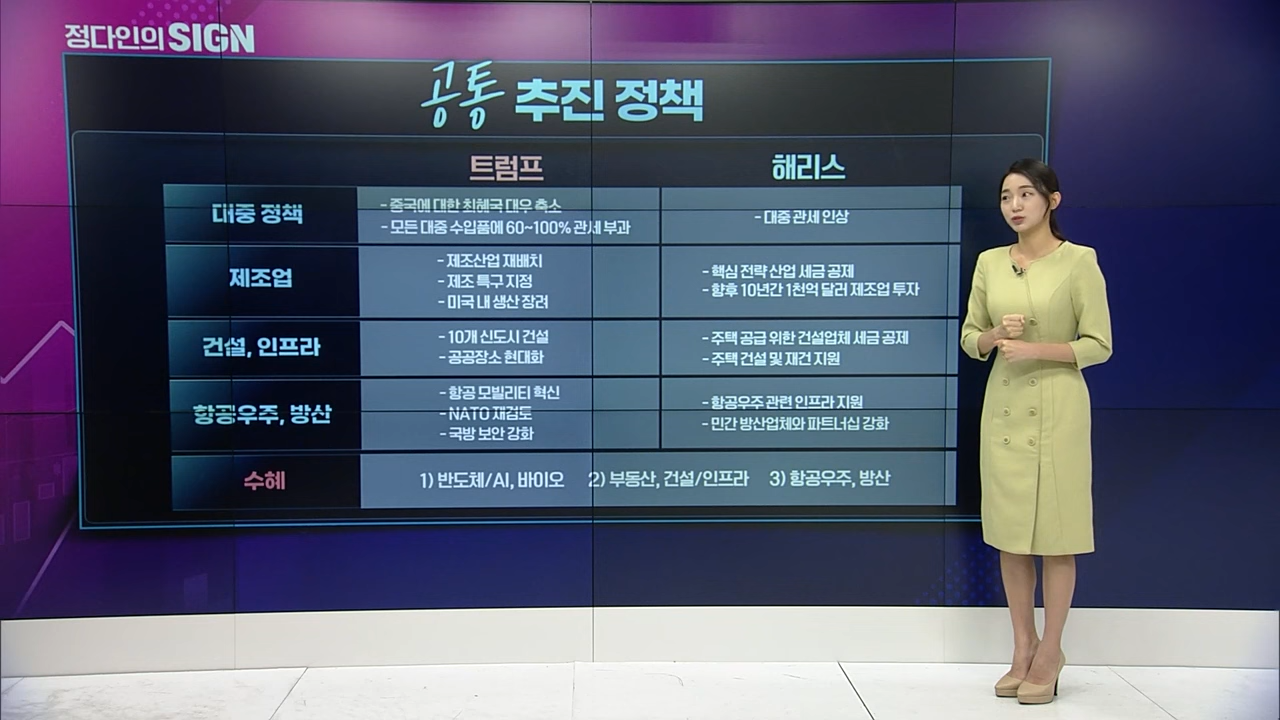 정다인의 SIGN
공통 추진 정책
트럼프 해리스
대중 정책
- 중국에 대한 최혜국 대우 축소
- 모든 대중 수입품에 60~100% 관세 부과
- 대중 관세 인상
제조업
- 제조산업 재배치
- 제조 특구 지정
- 미국 내 생산 장려
- 핵심 전략 산업 세금 공제
- 향후 10년간 1천억 달러 제조업 투자
건설, 인프라
- 10개 신도시 건설
- 공공장소 현대화
- 주택 공급 위한 건설업체 세금 공제
- 주택 건설 및 재건 지원
항공우주, 방산
- 항공 모빌리티 혁신
- NATO 재검토
- 국방 보안 강화
- 항공우주 관련 인프라 지원
- 민간 방산업체와 파트너십 강화
수혜
1) 반도체/AI, 바이오 2) 부동산, 건설/인프라 3) 항공우주, 방산